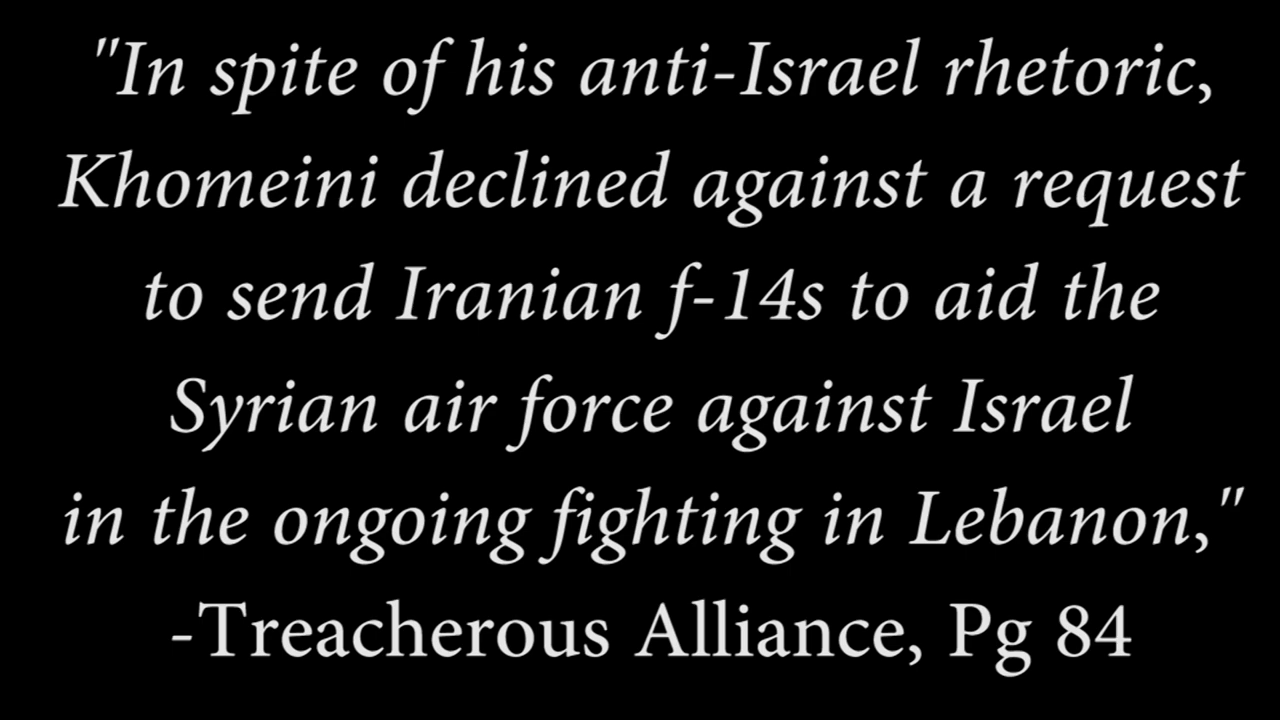 "In spite of his anti-Israel rhetoric,
Khomeini declined against a request
to send Iranian f-14s to aid the
Syrian air force against Israel
in the ongoing fighting in Lebanon,"
-Treacherous Alliance, Pg 84